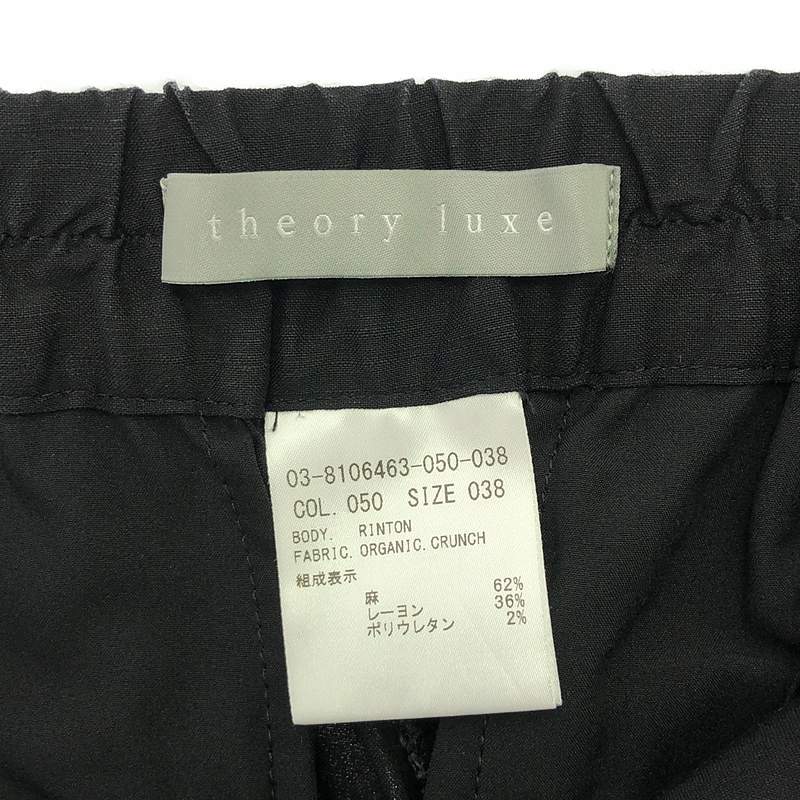 theory luxe
03-8106463-050-038
COL. 050 SIZE 038
BODY. RINTON
FABRIC. ORGANIC. CRUNCH
組成表示
麻 62%
レーヨン 36%
ポリウレタン 2%